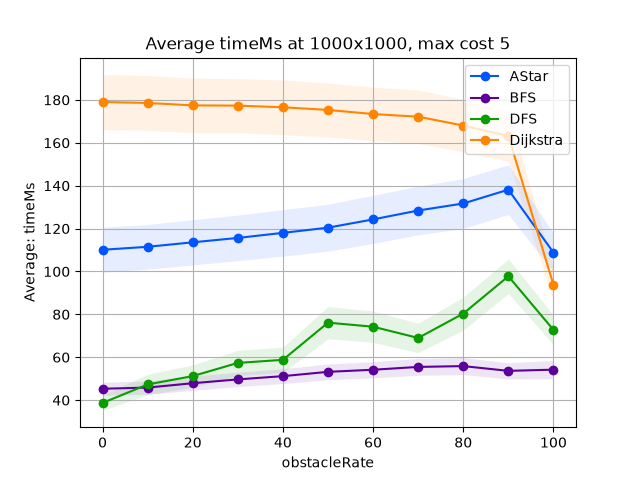 Average timeMs at 1000x1000, max cost 5
AStar
BFS
DFS
Dijkstra
Average: timeMs
180
160
140
120
100
80
60
40
0
20
40
60
80
100
obstacleRate